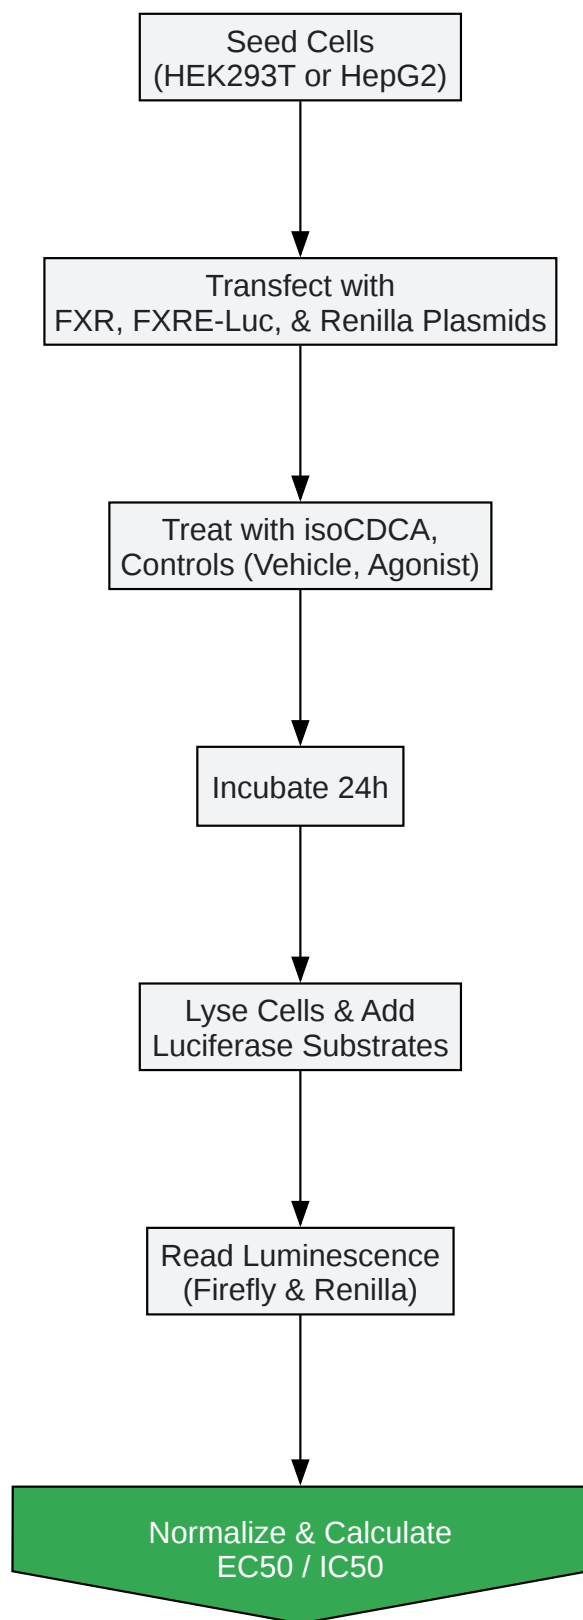 Seed Cells
(HEK293T or HepG2)
Transfect with
FXR, FXRE-Luc, & Renilla Plasmids
Treat with isoCDCA,
Controls (Vehicle, Agonist)
Incubate 24h
Lyse Cells & Add
Luciferase Substrates
Read Luminescence
(Firefly & Renilla)
Normalize & Calculate
EC50 / IC50